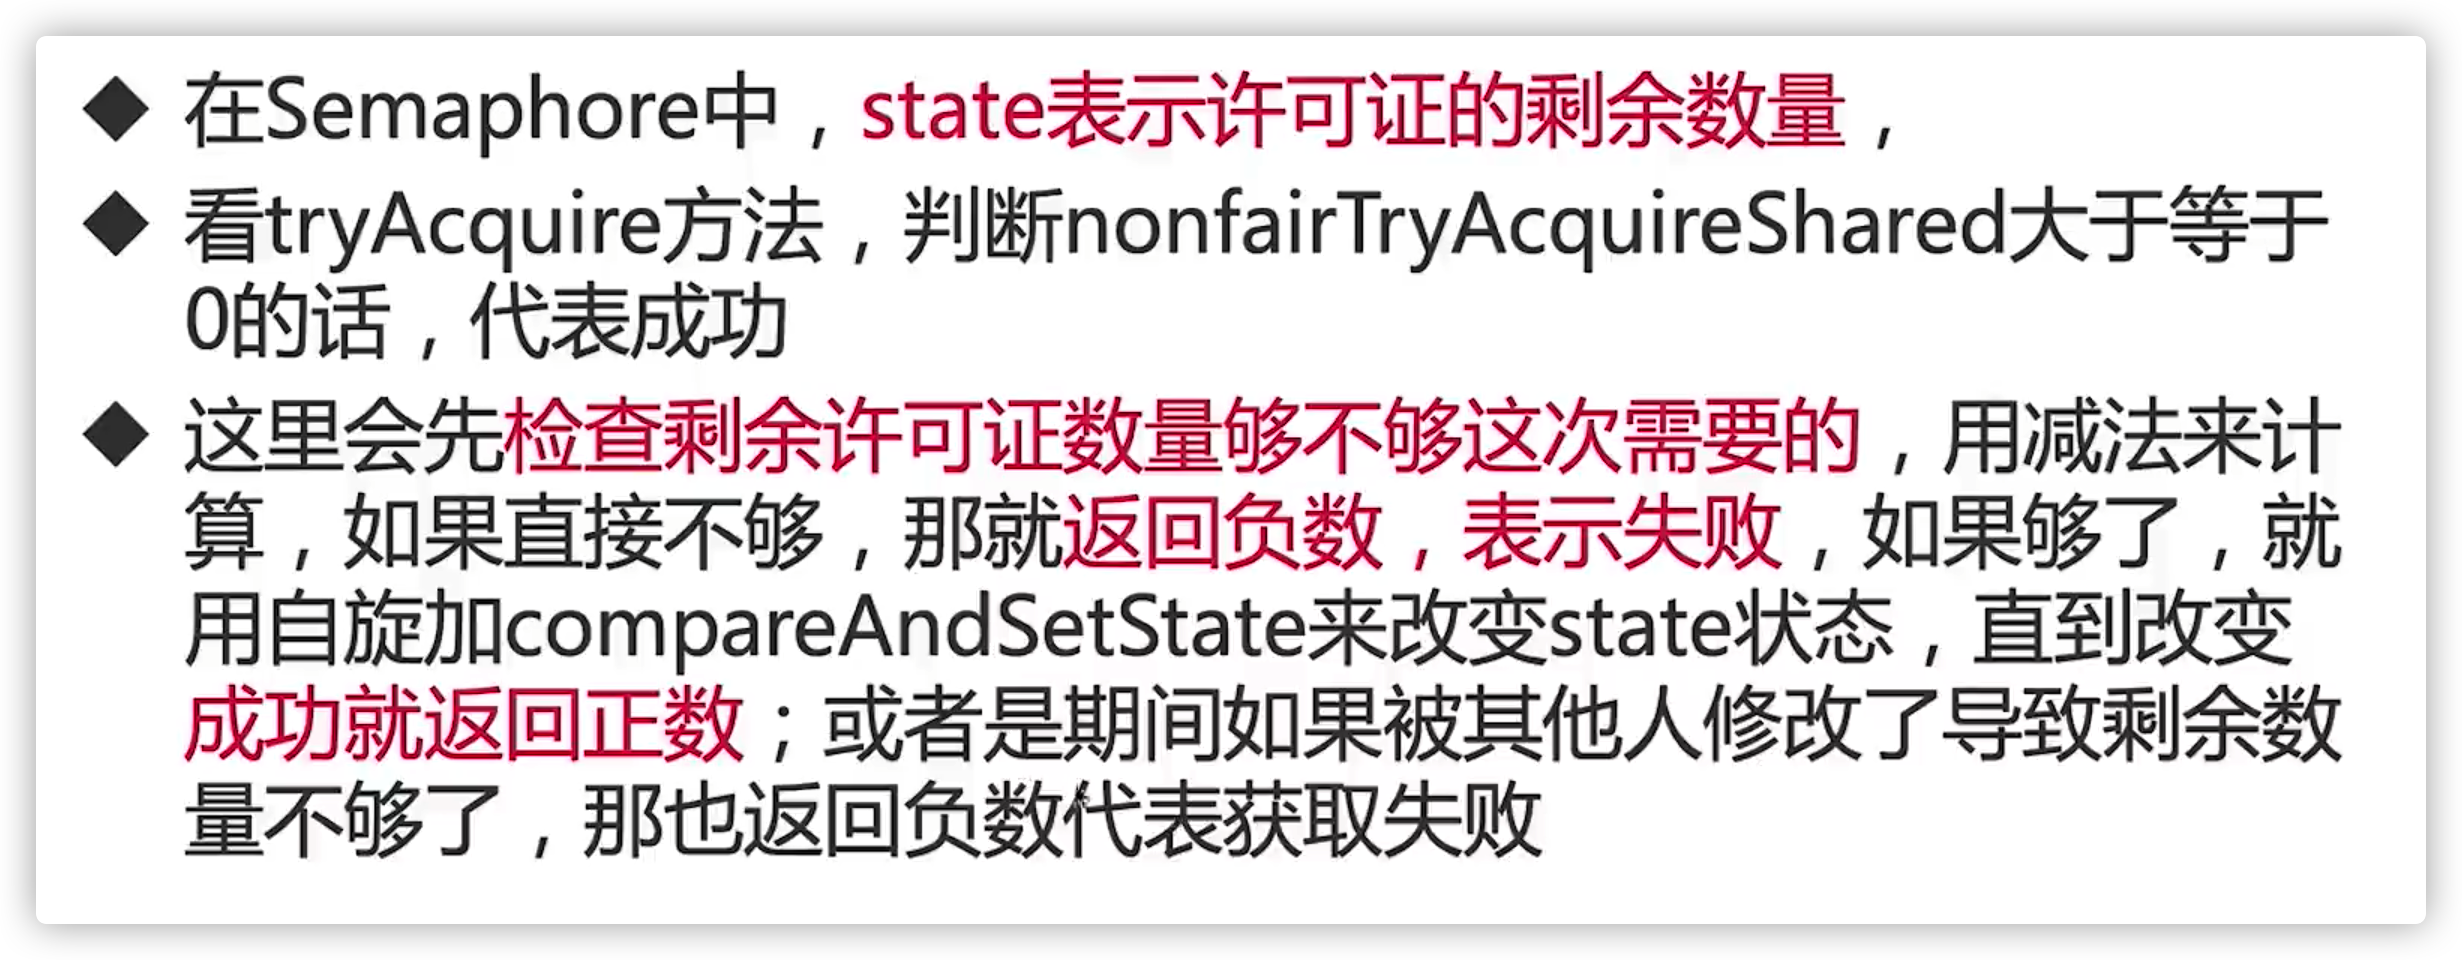 ◆ 在Semaphore中，state表示许可证的剩余数量，
◆ 看tryAcquire方法，判断nonfairTryAcquireShared大于等于
0的话，代表成功
◆ 这里会先检查剩余许可证数量够不够这次需要的，用减法来计
算，如果直接不够，那就返回负数，表示失败，如果够了，就
用自旋加compareAndSetState来改变state状态，直到改变
成功就返回正数；或者是期间如果被其他人修改了导致剩余数
量不够了，那也返回负数代表获取失败